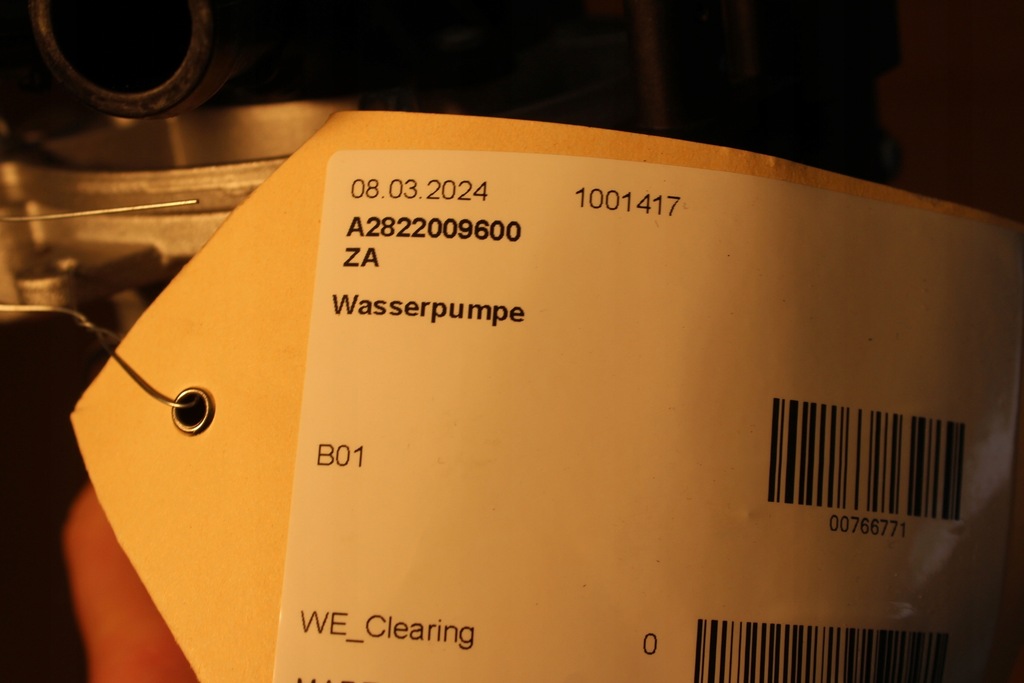 08.03.2024 1001417
A2822009600
ZA
Wasserpumpe
B01
00766771
WE_Clearing 0